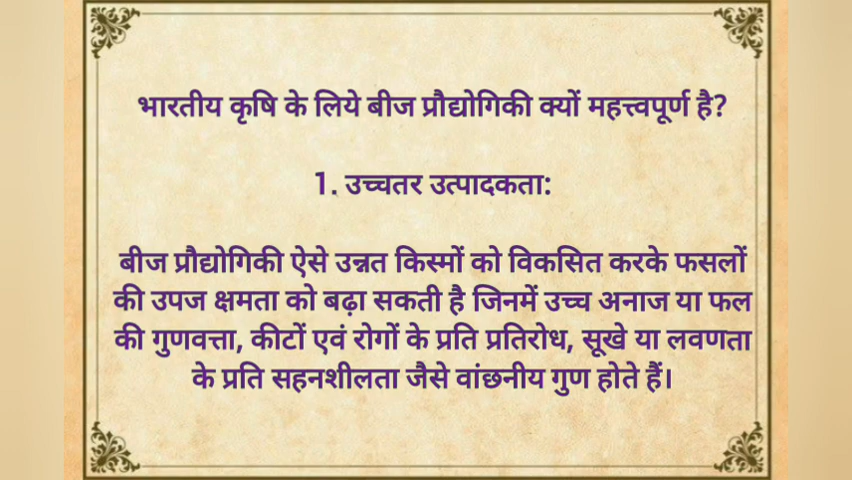 भारतीय कृषि के लिये बीज प्रौद्योगिकी क्यों महत्त्वपूर्ण है?
1. उच्चतर उत्पादकता:
बीज प्रौद्योगिकी ऐसे उन्नत किस्मों को विकसित करके फसलों
की उपज क्षमता को बढ़ा सकती है जिनमें उच्च अनाज या फल
की गुणवत्ता, कीटों एवं रोगों के प्रति प्रतिरोध, सूखे या लवणता
के प्रति सहनशीलता जैसे वांछनीय गुण होते हैं।